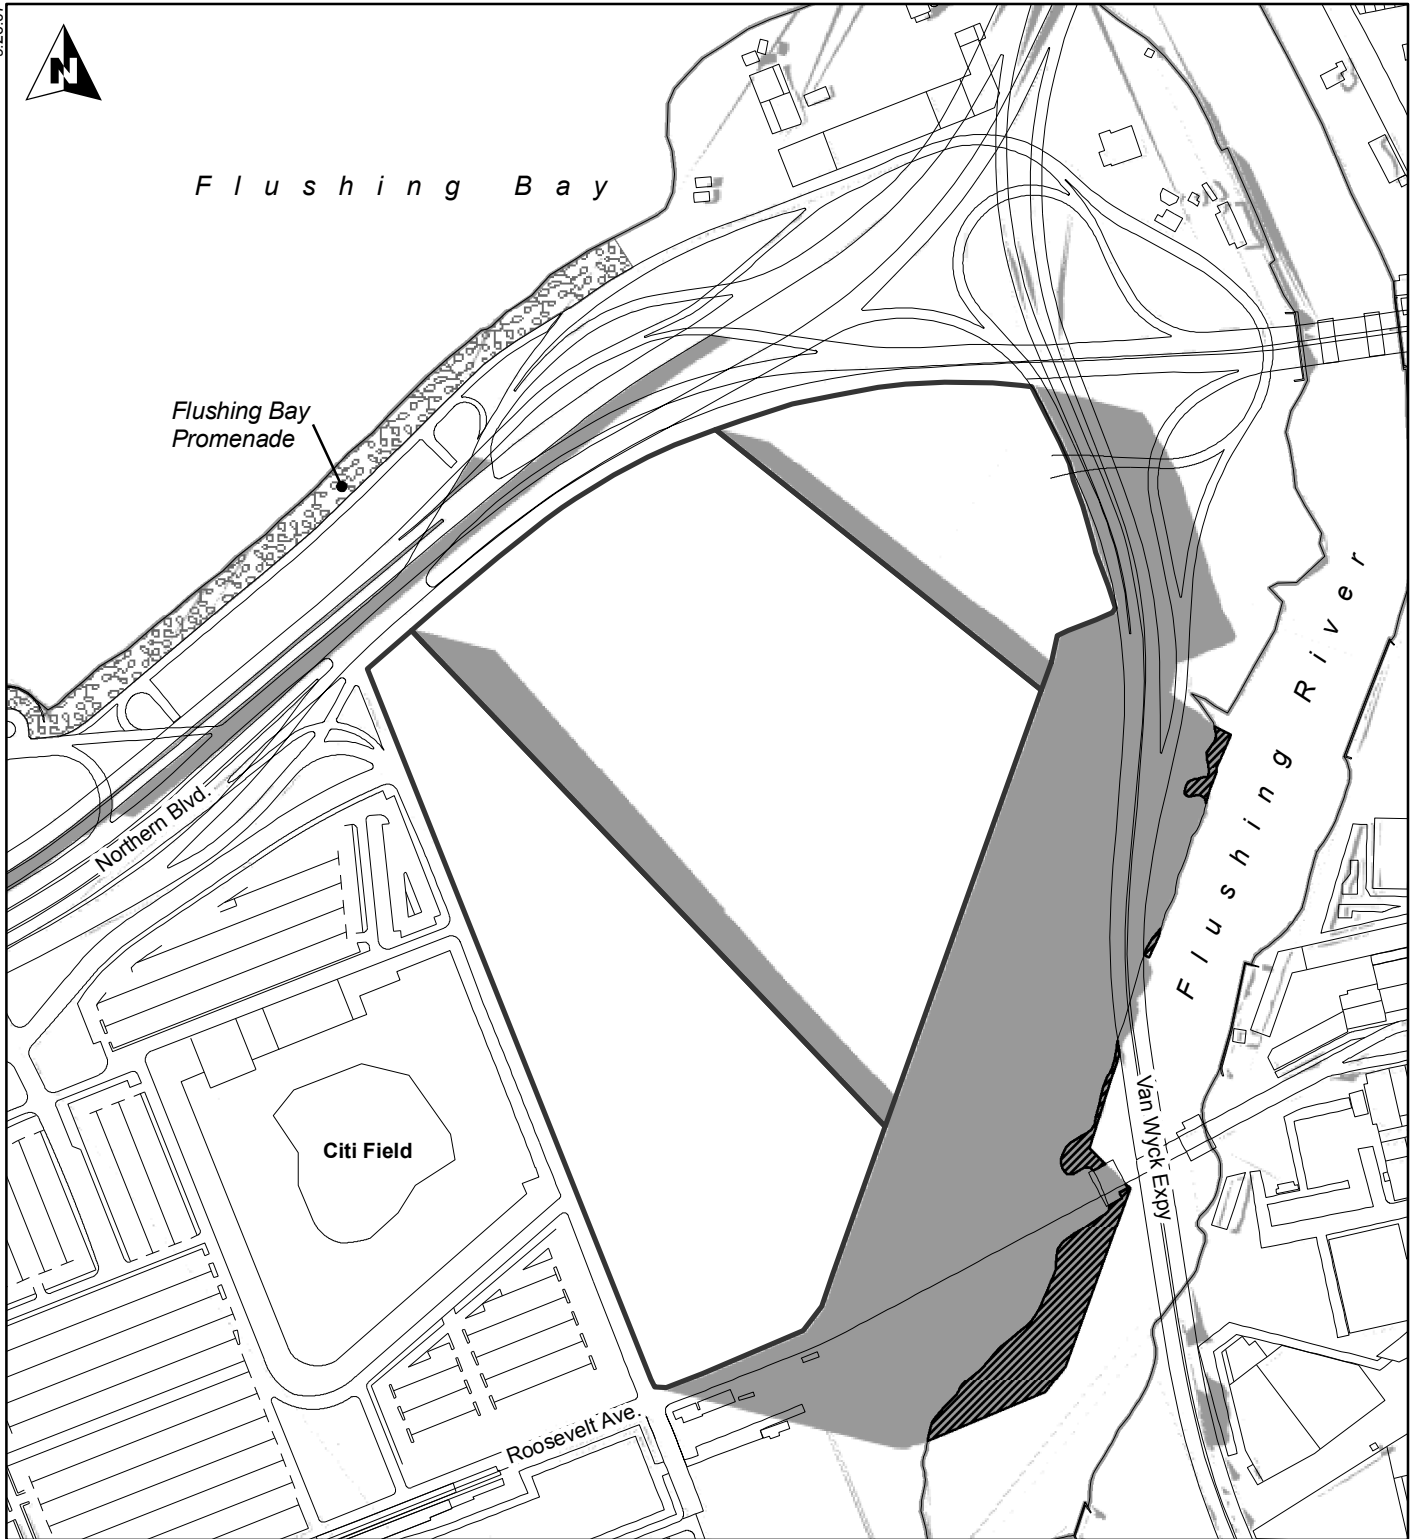 N
Flushing Bay
Flushing Bay
Promenade
Northern Blvd.
Flushing River
Citi Field
Van Wyck Expy
Roosevelt Ave.